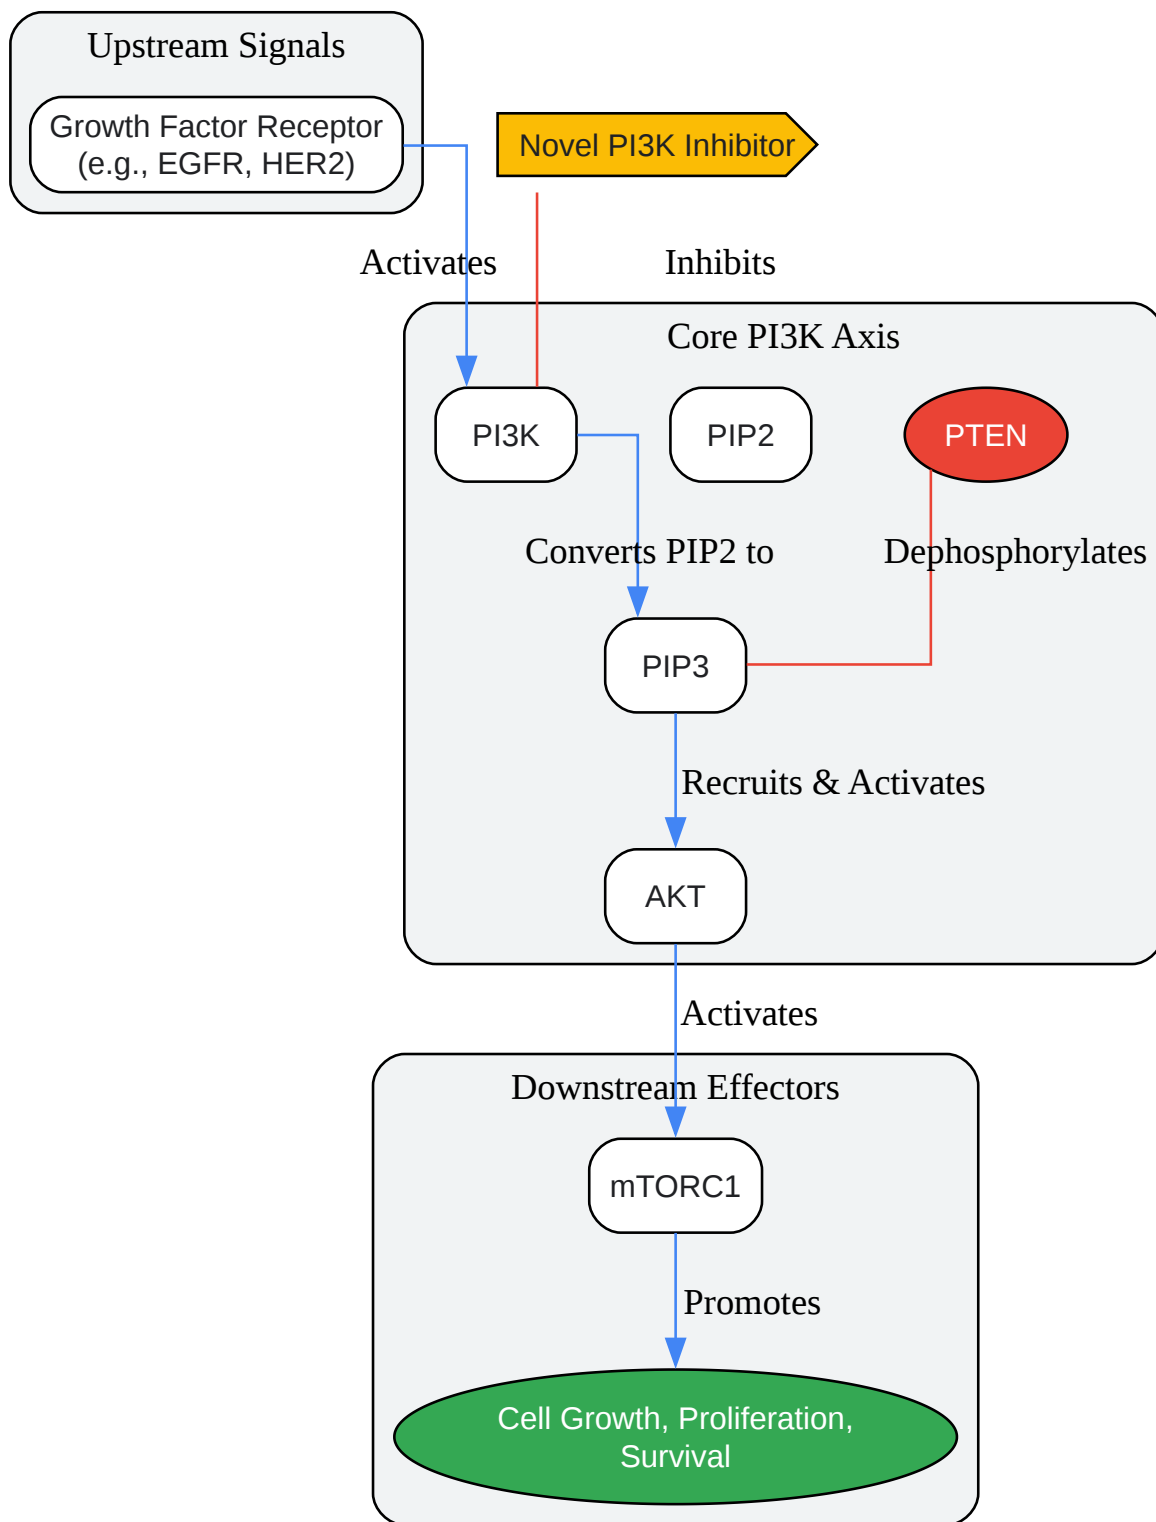 Upstream Signals
Growth Factor Receptor
(e.g., EGFR, HER2)
Novel PI3K Inhibitor
Activates
Inhibits
Core PI3K Axis
PI3K
PIP2
PTEN
Converts PIP2 to
Dephosphorylates
PIP3
Recruits & Activates
AKT
Activates
Downstream Effectors
mTORC1
Promotes
Cell Growth, Proliferation,
Survival